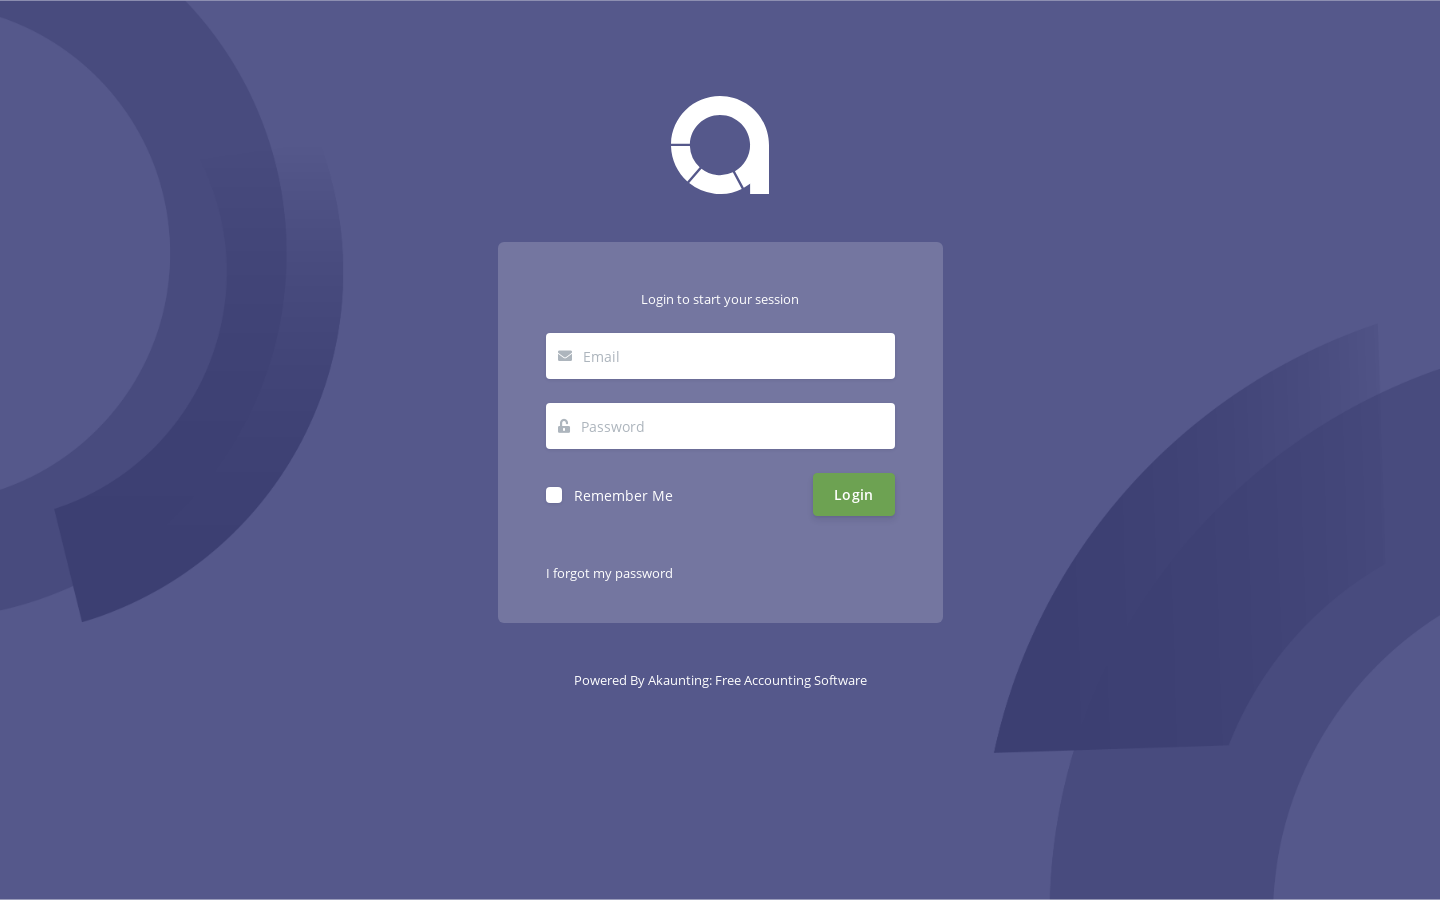 Login to start your session
Email
Password
Remember Me
Login
I forgot my password
Powered By Akaunting: Free Accounting Software